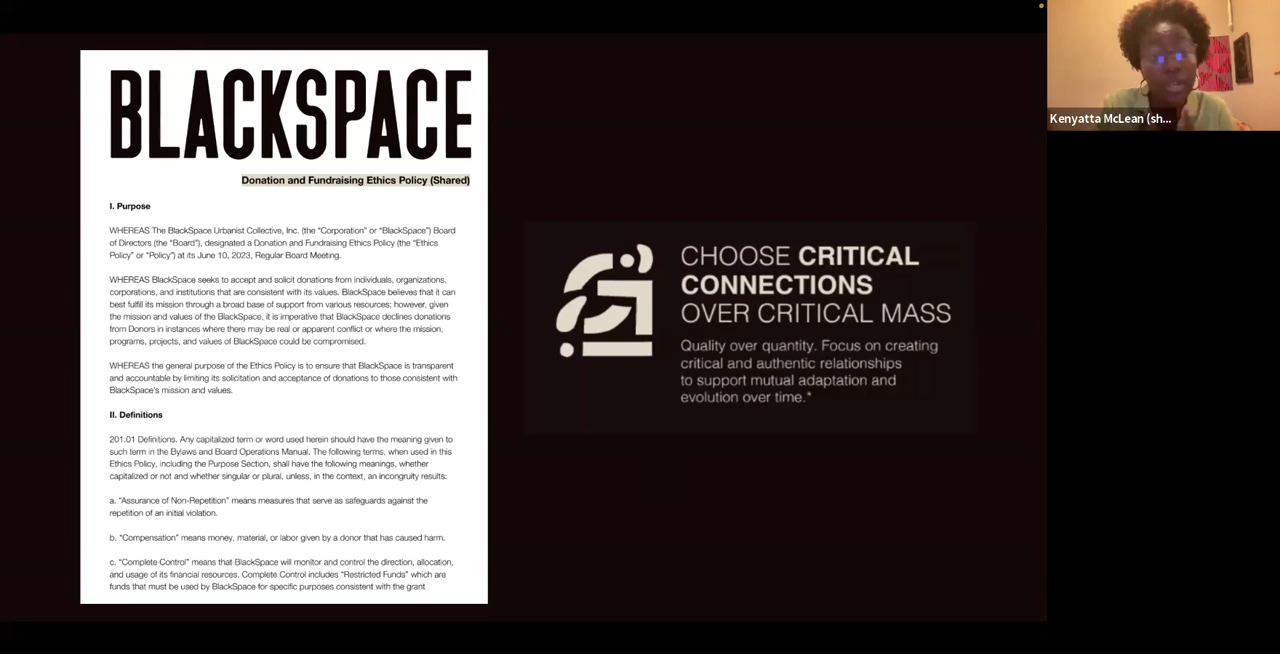 BLACKSPACE
Donation and Fundraising Ethics Policy (Shared)
I. Purpose
WHEREAS The BlackSpace Urbanist Collective, Inc. (the “Corporation” or “BlackSpace”) Board
of Directors (the “Board”), designated a Donation and Fundraising Ethics Policy (the “Ethics
Policy” or “Policy”) at its June 10, 2023, Regular Board Meeting.
WHEREAS BlackSpace seeks to accept and solicit donations from individuals, organizations,
corporations, and institutions that are consistent with its values. BlackSpace believes that it can
best fulfill its mission through a broad base of support from various resources; however, given
the mission and values of the BlackSpace, it is imperative that BlackSpace declines donations
from Donors in instances where there may be real or apparent conflict or where the mission,
programs, projects, and values of BlackSpace could be compromised.
WHEREAS the general purpose of the Ethics Policy is to ensure that BlackSpace is transparent
and accountable by limiting its solicitation and acceptance of donations to those consistent with
BlackSpace's mission and values.
II. Definitions
201.01 Definitions. Any capitalized term or word used herein should have the meaning given to
such term in the Bylaws and Board Operations Manual. The following terms, when used in this
Ethics Policy, including the Purpose Section, shall have the following meanings, whether
capitalized or not and whether singular or plural, unless, in the context, an incongruity results:
a. “Assurance of Non-Repetition” means measures that serve as safeguards against the
repetition of an initial violation.
b. “Compensation” means money, material, or labor given by a donor that has caused harm.
c. “Complete Control” means that BlackSpace will monitor and control the direction, allocation,
and usage of its financial resources. Complete Control includes “Restricted Funds” which are
funds that must be used by BlackSpace for specific purposes consistent with the grant
CHOOSE CRITICAL
CONNECTIONS
OVER CRITICAL MASS
Quality over quantity. Focus on creating
critical and authentic relationships
to support mutual adaptation and
evolution over time.*
Kenyatta McLean (sh...